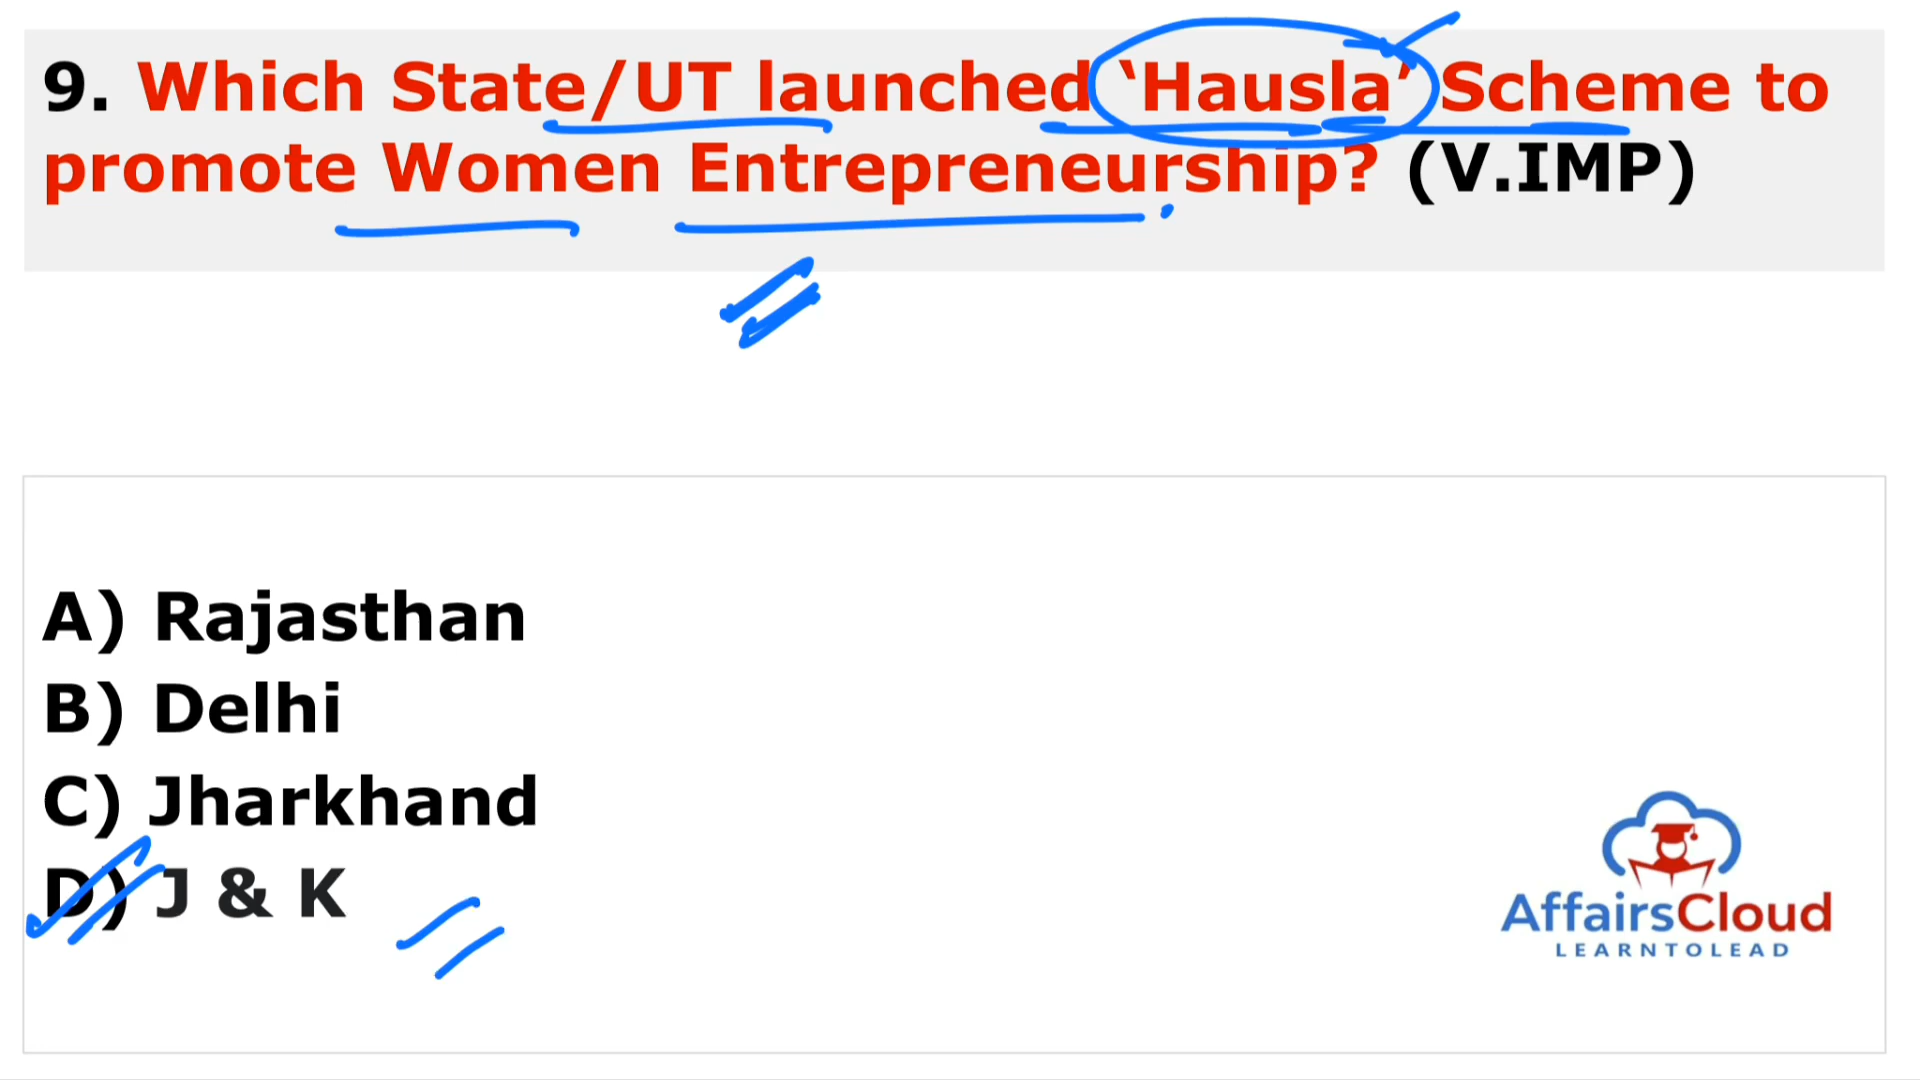 9. Which State/UT launched ‘Hausla’ Scheme to
promote Women Entrepreneurship? (V.IMP)
A) Rajasthan
B) Delhi
C) Jharkhand
D) J & K
AffairsCloud
LEARNTOLEAD